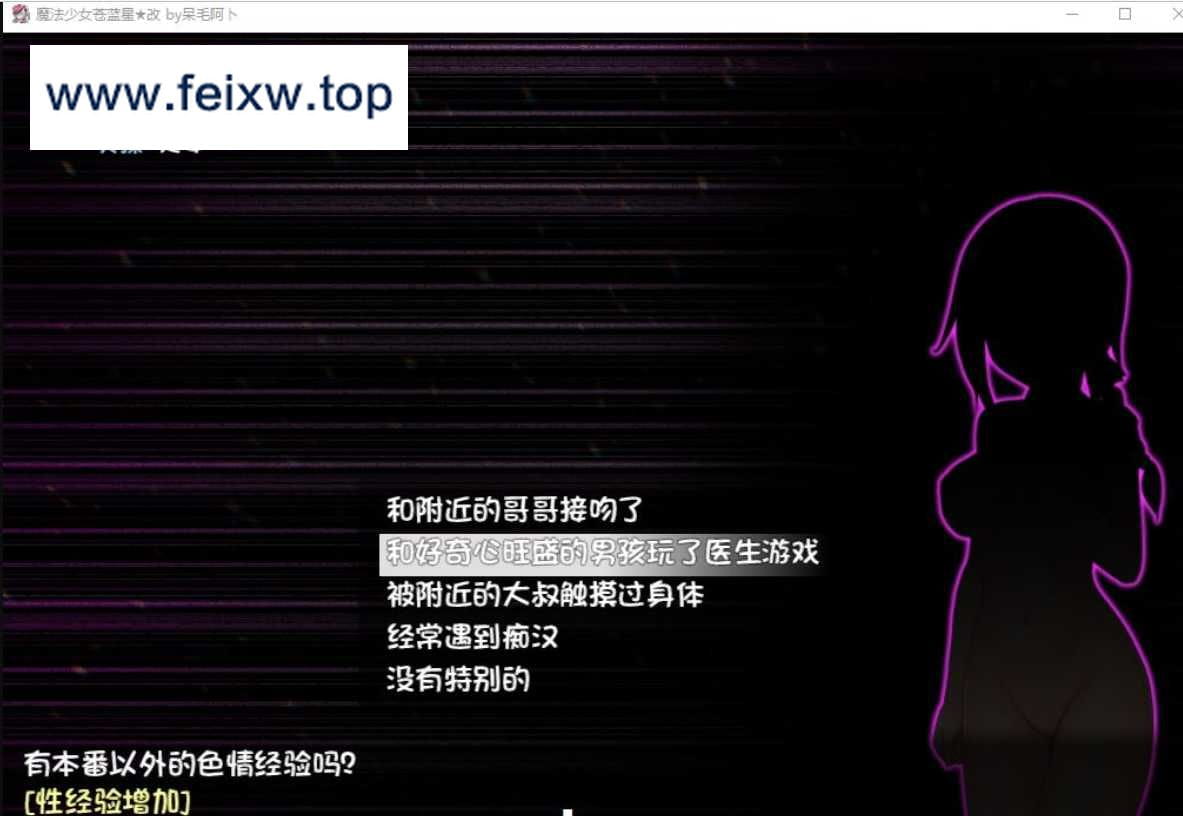 魔法少女苍蓝星★改 by呆毛阿卜
www.feixw.top
和附近的哥哥接吻了
和好奇心旺盛的男孩玩了医生游戏
被附近的大叔触摸过身体
经常遇到痴汉
没有特别的
有本番以外的色情经验吗?
[性经验增加]